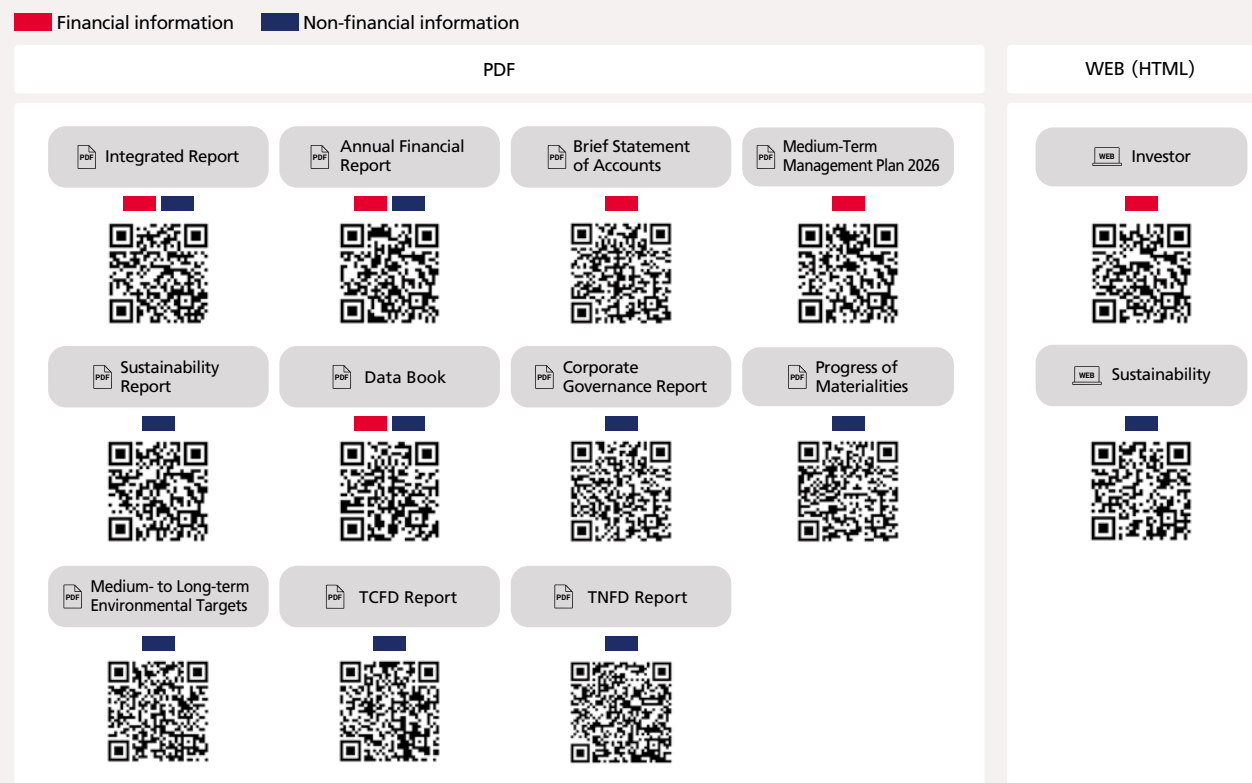 Financial information
Non-financial information
PDF
WEB (HTML)
PDF
Integrated Report
PDF
Annual Financial
Report
PDF
Brief Statement
of Accounts
PDF
Medium-Term
Management Plan 2026
WEB
Investor
PDF
Sustainability
Report
PDF
Data Book
PDF
Corporate
Governance Report
PDF
Progress of
Materialities
WEB
Sustainability
PDF
Medium- to Long-term
Environmental Targets
PDF
TCFD Report
PDF
TNFD Report